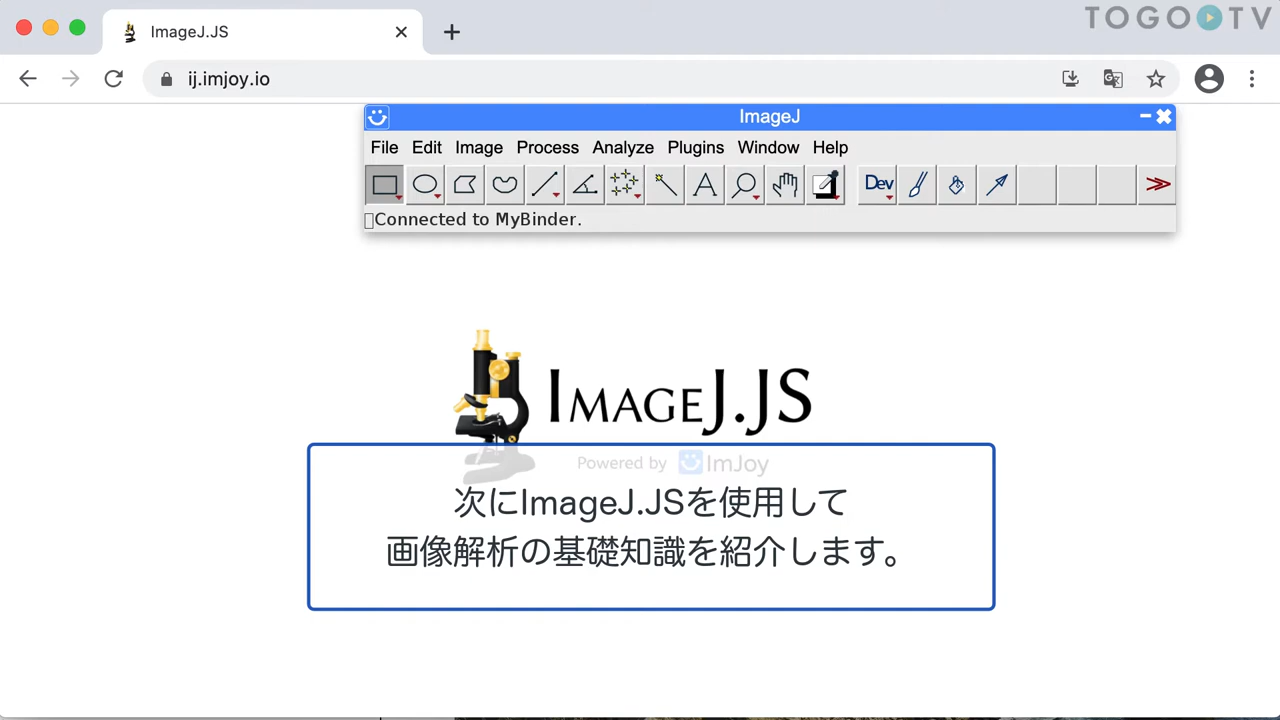 TOGO TV
ImageJ.JS
ij.imjoy.io
ImageJ
File Edit Image Process Analyze Plugins Window Help
Dev
Connected to MyBinder.
IMAGEJ.JS
Powered by ImJoy
次にImageJ.JSを使用して
画像解析の基礎知識を紹介します。